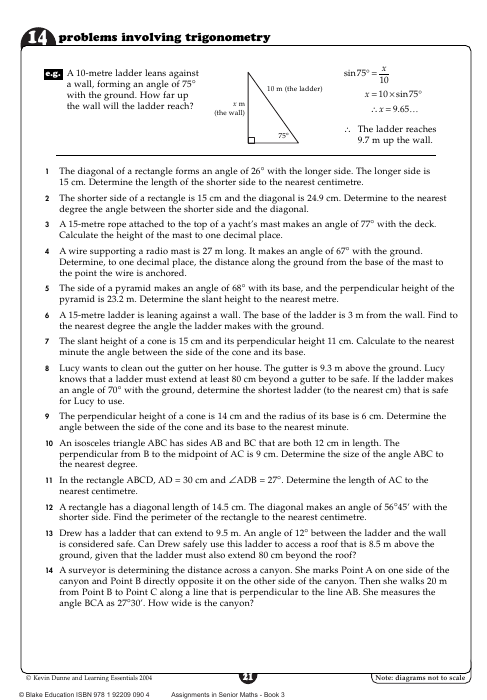 14 problems involving trigonometry
e.g. A 10-metre ladder leans against
a wall, forming an angle of 75°
with the ground. How far up
the wall will the ladder reach?
x m
(the wall)
10 m (the ladder)
75°
sin75° = x/10
x = 10 × sin75°
∴ x = 9.65…
∴ The ladder reaches
9.7 m up the wall.
1 The diagonal of a rectangle forms an angle of 26° with the longer side. The longer side is
15 cm. Determine the length of the shorter side to the nearest centimetre.
2 The shorter side of a rectangle is 15 cm and the diagonal is 24.9 cm. Determine to the nearest
degree the angle between the shorter side and the diagonal.
3 A 15-metre rope attached to the top of a yacht's mast makes an angle of 77° with the deck.
Calculate the height of the mast to one decimal place.
4 A wire supporting a radio mast is 27 m long. It makes an angle of 67° with the ground.
Determine, to one decimal place, the distance along the ground from the base of the mast to
the point the wire is anchored.
5 The side of a pyramid makes an angle of 68° with its base, and the perpendicular height of the
pyramid is 23.2 m. Determine the slant height to the nearest metre.
6 A 15-metre ladder is leaning against a wall. The base of the ladder is 3 m from the wall. Find to
the nearest degree the angle the ladder makes with the ground.
7 The slant height of a cone is 15 cm and its perpendicular height 11 cm. Calculate to the nearest
minute the angle between the side of the cone and its base.
8 Lucy wants to clean out the gutter on her house. The gutter is 9.3 m above the ground. Lucy
knows that a ladder must extend at least 80 cm beyond a gutter to be safe. If the ladder makes
an angle of 70° with the ground, determine the shortest ladder (to the nearest cm) that is safe
for Lucy to use.
9 The perpendicular height of a cone is 14 cm and the radius of its base is 6 cm. Determine the
angle between the side of the cone and its base to the nearest minute.
10 An isosceles triangle ABC has sides AB and BC that are both 12 cm in length. The
perpendicular from B to the midpoint of AC is 9 cm. Determine the size of the angle ABC to
the nearest degree.
11 In the rectangle ABCD, AD = 30 cm and ∠ADB = 27°. Determine the length of AC to the
nearest centimetre.
12 A rectangle has a diagonal length of 14.5 cm. The diagonal makes an angle of 56°45' with the
shorter side. Find the perimeter of the rectangle to the nearest centimetre.
13 Drew has a ladder that can extend to 9.5 m. An angle of 12° between the ladder and the wall
is considered safe. Can Drew safely use this ladder to access a roof that is 8.5 m above the
ground, given that the ladder must also extend 80 cm beyond the roof?
14 A surveyor is determining the distance across a canyon. She marks Point A on one side of the
canyon and Point B directly opposite it on the other side of the canyon. Then she walks 20 m
from Point B to Point C along a line that is perpendicular to the line AB. She measures the
angle BCA as 27°30'. How wide is the canyon?
© Kevin Dunne and Learning Essentials 2004
21
Note: diagrams not to scale
© Blake Education ISBN 978 1 92209 090 4 Assignments in Senior Maths - Book 3